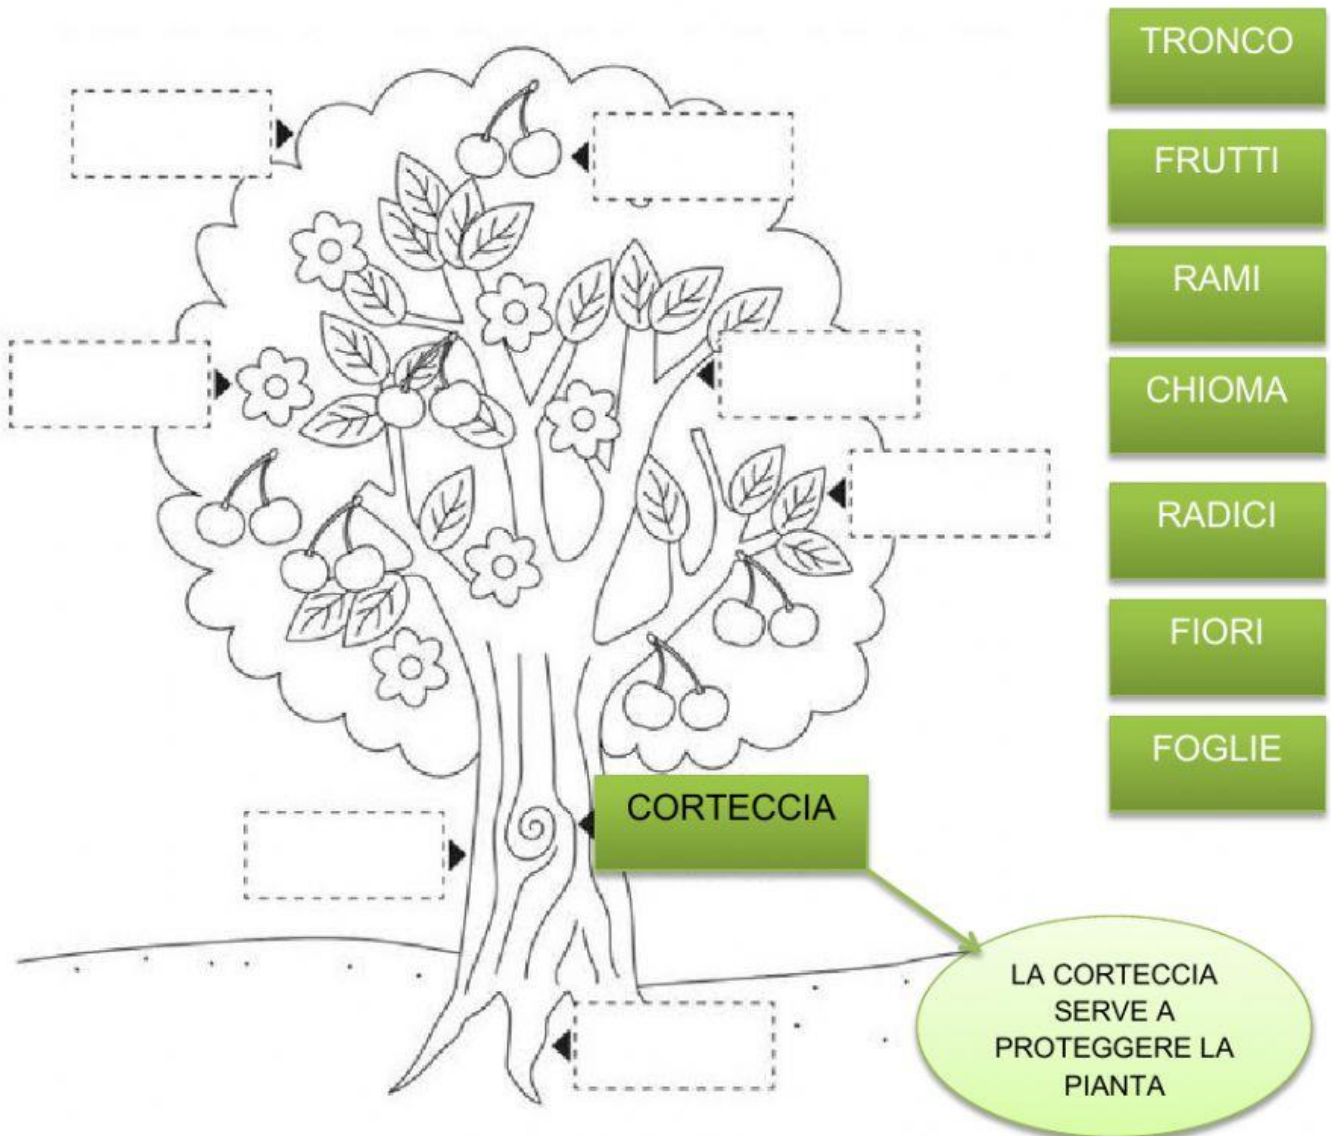 TRONCO
FRUTTI
RAMI
CHIOMA
RADICI
FIORI
FOGLIE
CORTECCIA
LA CORTECCIA
SERVE A
PROTEGGERE LA
PIANTA